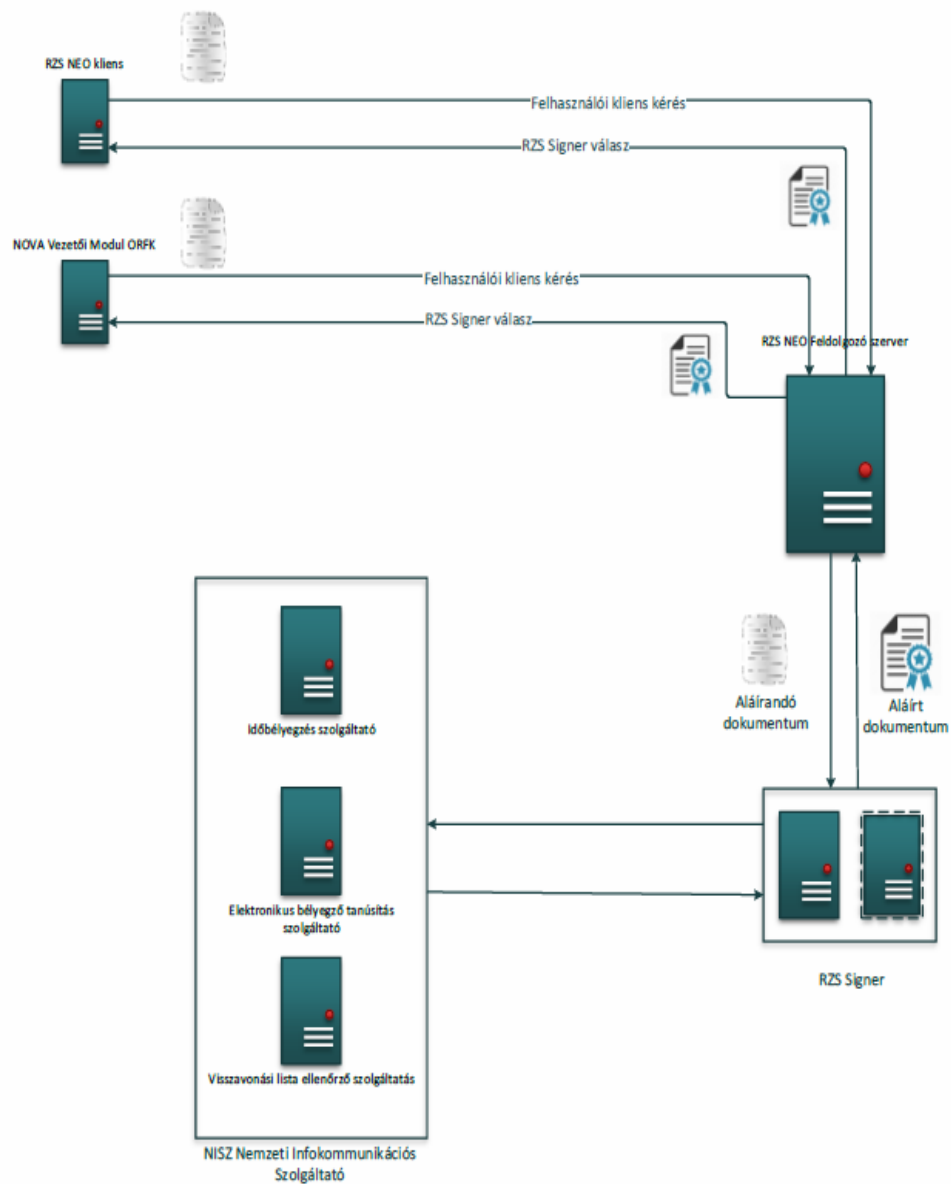 RZS NEO kliens
Felhasználói kliens kérés
RZS Signer válasz
NOVA Vezetői Modul ORFK
Felhasználói kliens kérés
RZS Signer válasz
RZS NEO Feldolgozó szerver
Aláírandó
dokumentum
Aláírt
dokumentum
Időbélyegzés szolgáltató
Elektronikus bélyegző tanúsítás
szolgáltató
Visszavonási lista ellenőrző szolgáltatás
RZS Signer
NISZ Nemzeti Infokommunikációs
Szolgáltató